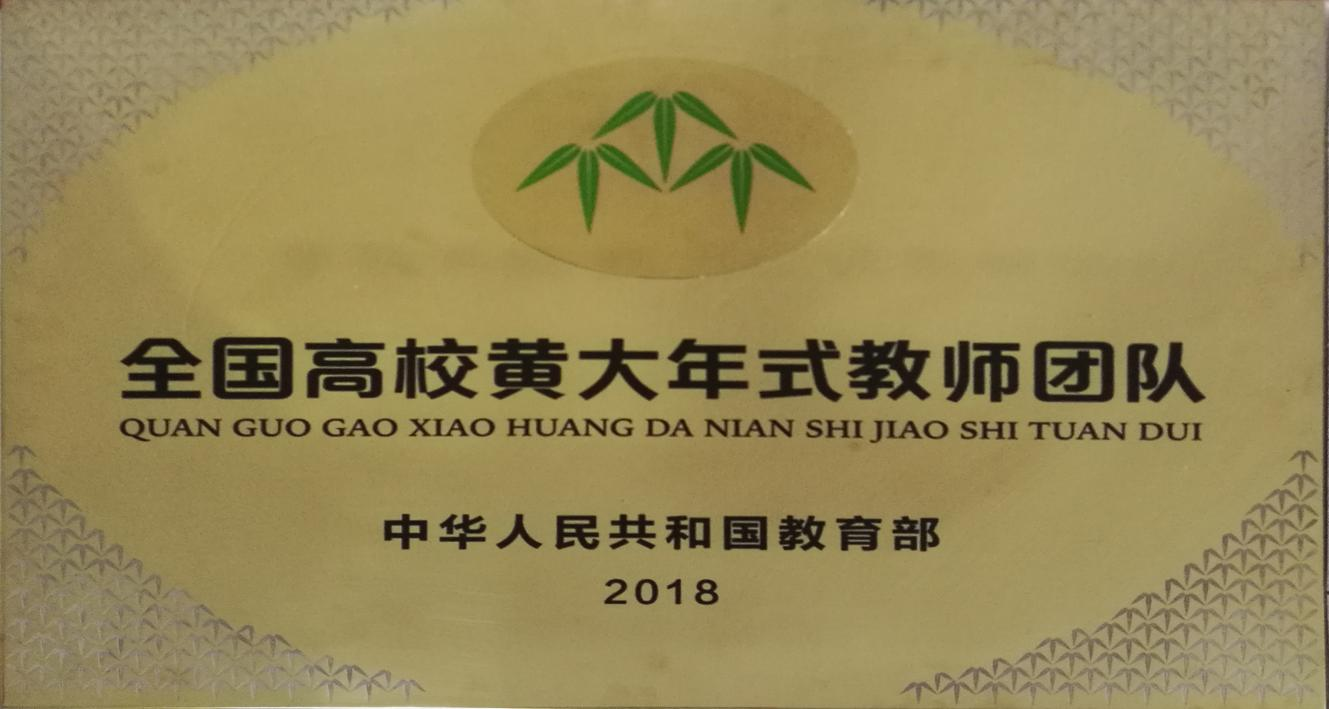 全国高校黄大年式教师团队
QUAN GUO GAO XIAO HUANG DA NIAN SHI JIAO SHI TUAN DUI
中华人民共和国教育部
2018